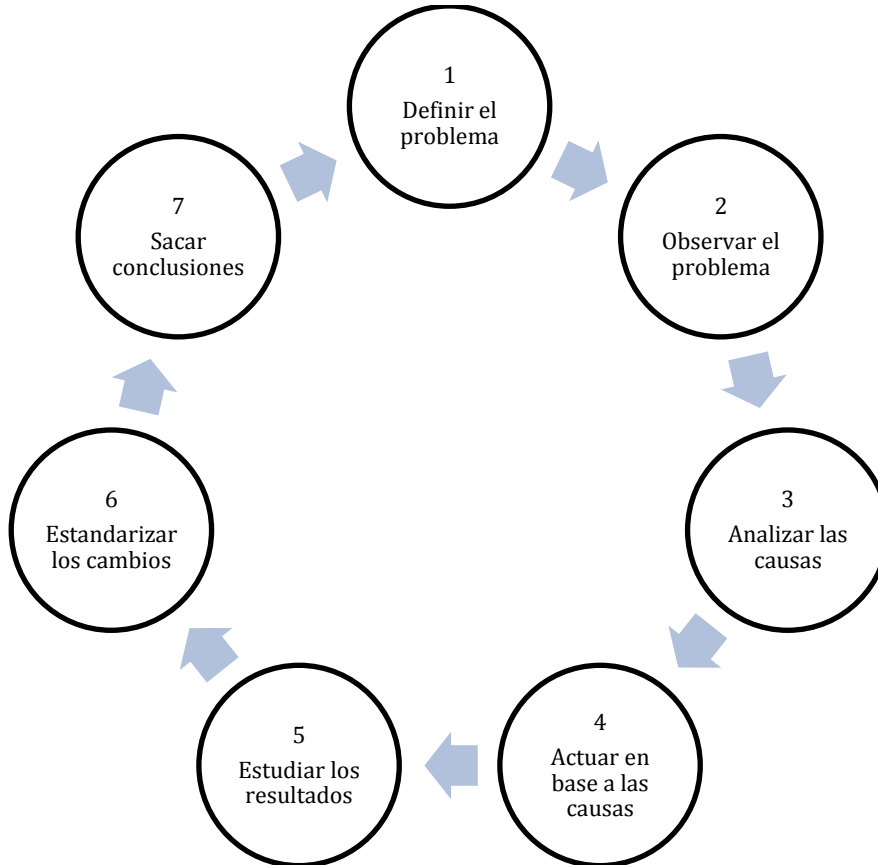 1
Definir el
problema
2
Observar el
problema
3
Analizar las
causas
4
Actuar en
base a las
causas
5
Estudiar los
resultados
6
Estandarizar
los cambios
7
Sacar
conclusiones